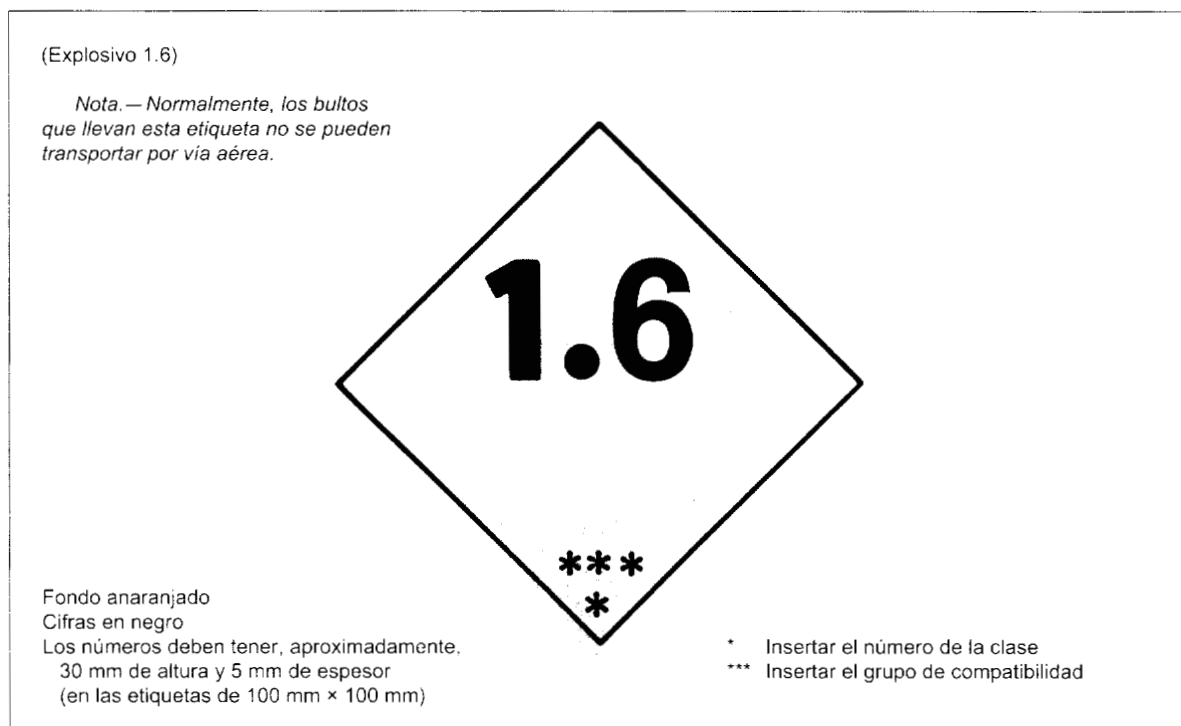 (Explosivo 1.6)
Nota.— Normalmente, los bultos
que llevan esta etiqueta no se pueden
transportar por vía aérea.
1.6
***
*
Fondo anaranjado
Cifras en negro
Los números deben tener, aproximadamente,
30 mm de altura y 5 mm de espesor
(en las etiquetas de 100 mm × 100 mm)
* Insertar el número de la clase
*** Insertar el grupo de compatibilidad